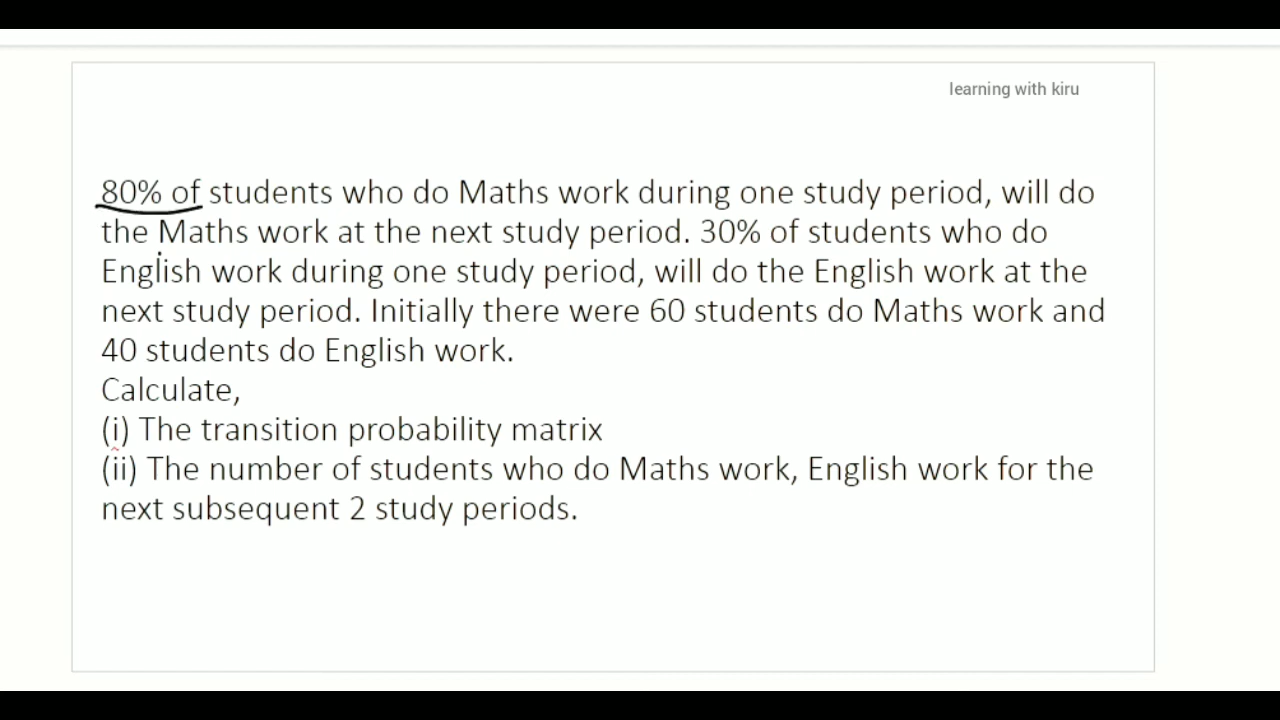 learning with kiru
80% of students who do Maths work during one study period, will do
the Maths work at the next study period. 30% of students who do
English work during one study period, will do the English work at the
next study period. Initially there were 60 students do Maths work and
40 students do English work.
Calculate,
(i) The transition probability matrix
(ii) The number of students who do Maths work, English work for the
next subsequent 2 study periods.